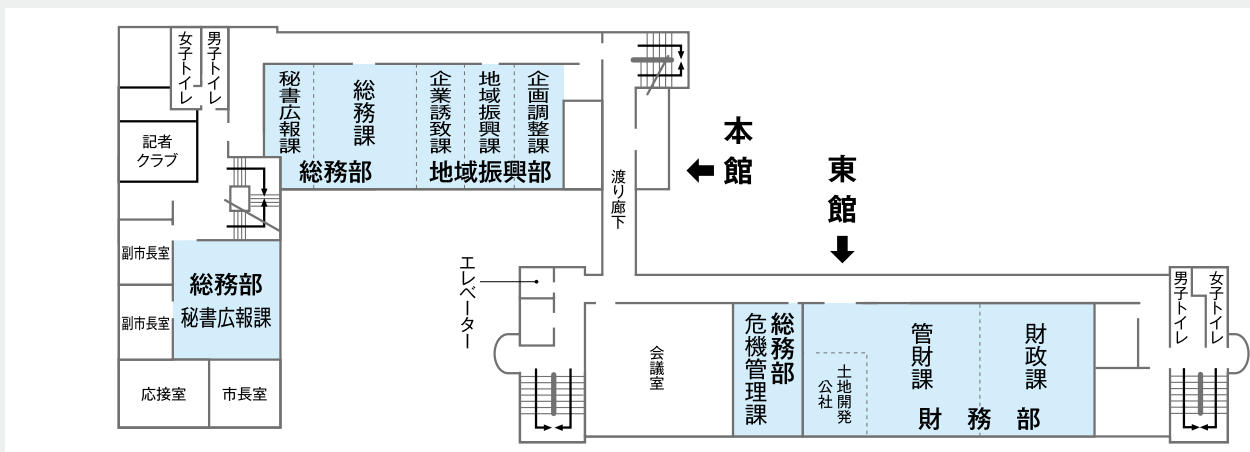 女子トイレ
男子トイレ
記者
クラブ
秘書広報課
総務課
総務部
企業誘致課
地域振興課
企画調整課
地域振興部
渡り廊下
本館
東館
副市長室
副市長室
総務部
秘書広報課
応接室
市長室
エレベーター
会議室
総務部
危機管理課
土地開発
公社
管財課
財政課
財務部
男子トイレ
女子トイレ